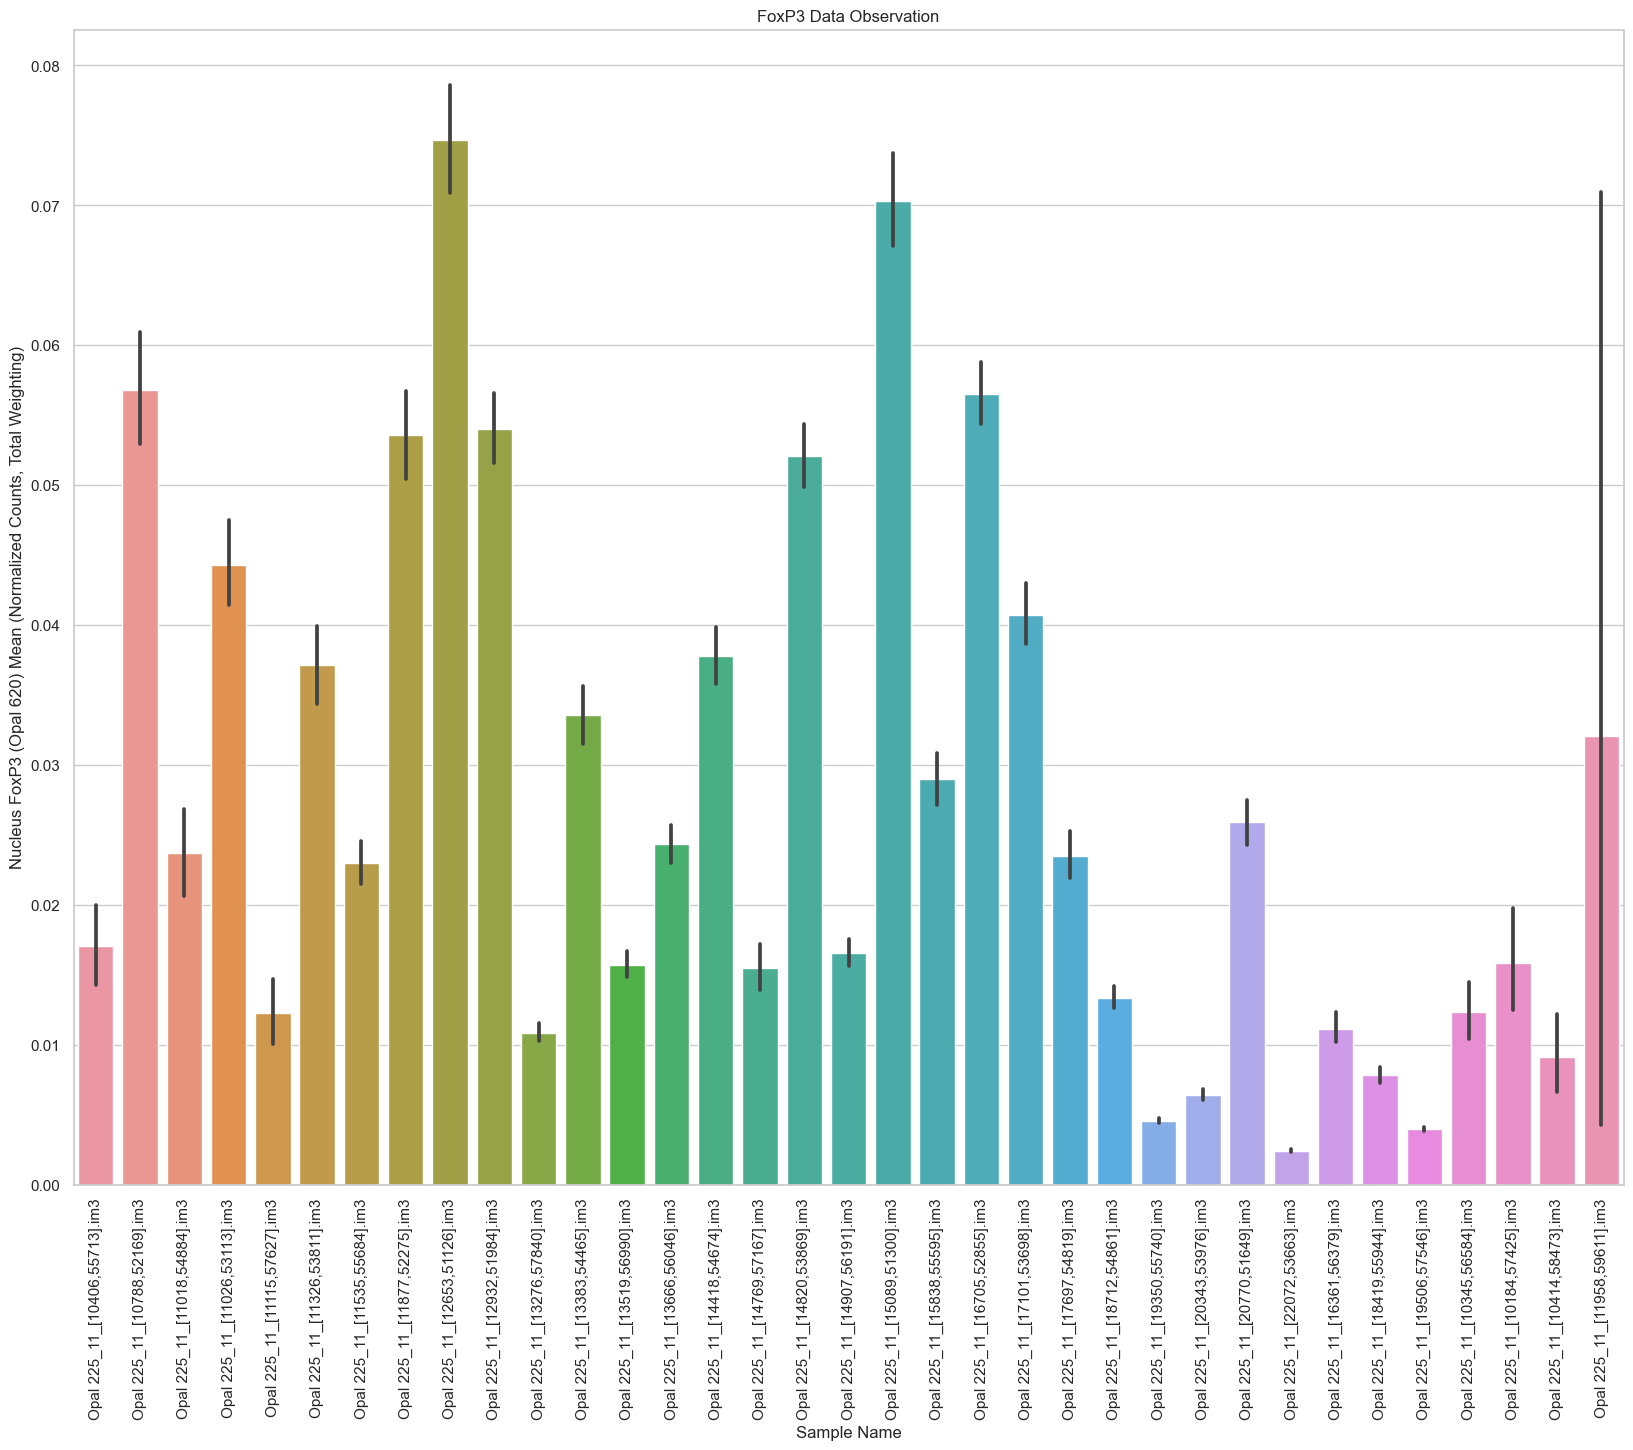 FoxP3 Data Observation
Nucleus FoxP3 (Opal 620) Mean (Normalized Counts, Total Weighting)
0.08
0.07
0.06
0.05
0.04
0.03
0.02
0.01
0.00
Opal 225_11_[10406,55713].im3
Opal 225_11_[10788,52169].im3
Opal 225_11_[11018,54884].im3
Opal 225_11_[11026,53113].im3
Opal 225_11_[11115,57627].im3
Opal 225_11_[11326,53811].im3
Opal 225_11_[11535,55684].im3
Opal 225_11_[11877,52275].im3
Opal 225_11_[12653,51126].im3
Opal 225_11_[12932,51984].im3
Opal 225_11_[13276,57840].im3
Opal 225_11_[13383,54465].im3
Opal 225_11_[13519,56990].im3
Opal 225_11_[13666,56046].im3
Opal 225_11_[14418,54674].im3
Opal 225_11_[14769,57167].im3
Opal 225_11_[14820,53869].im3
Opal 225_11_[14907,56191].im3
Opal 225_11_[15089,51300].im3
Opal 225_11_[15838,55595].im3
Opal 225_11_[16705,52855].im3
Opal 225_11_[17101,53698].im3
Opal 225_11_[17697,54819].im3
Opal 225_11_[18712,54861].im3
Opal 225_11_[19350,55740].im3
Opal 225_11_[20343,53976].im3
Opal 225_11_[20770,51649].im3
Opal 225_11_[22072,53663].im3
Opal 225_11_[16361,56379].im3
Opal 225_11_[18419,55944].im3
Opal 225_11_[19506,57546].im3
Opal 225_11_[10345,56584].im3
Opal 225_11_[10184,57425].im3
Opal 225_11_[10414,58473].im3
Opal 225_11_[11958,59611].im3
Sample Name